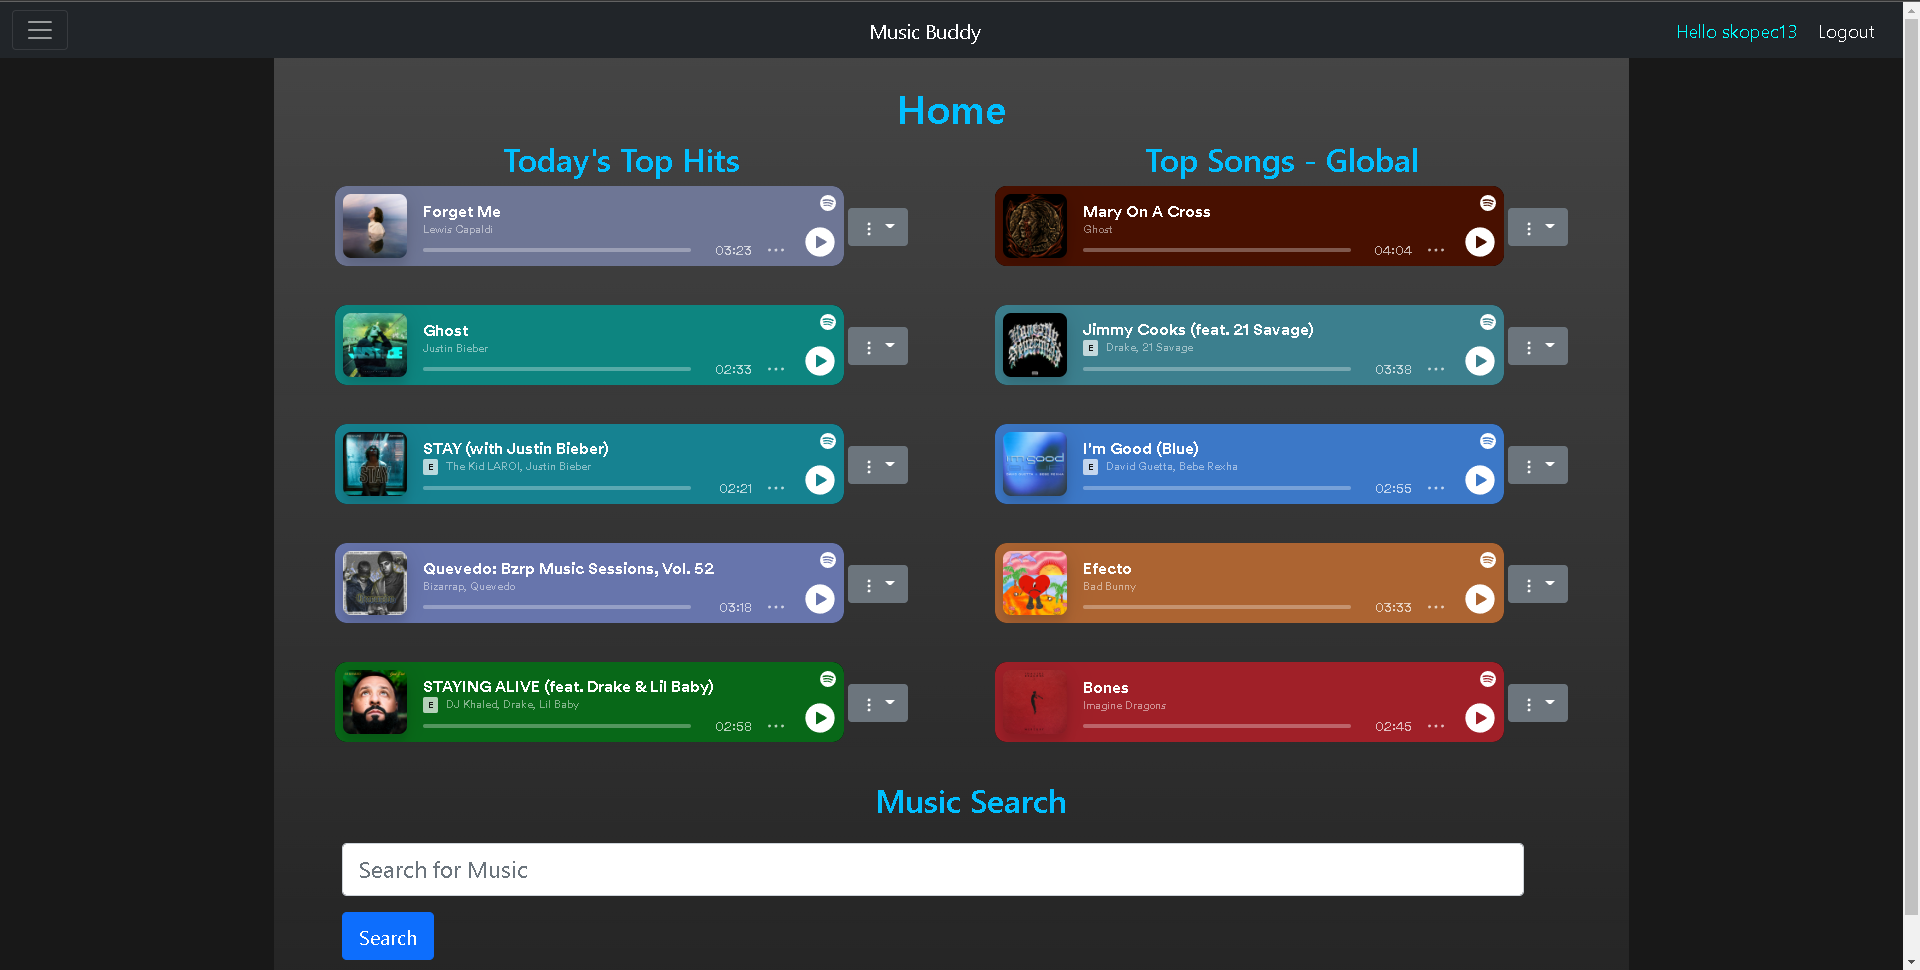 Music Buddy
Hello skopec13
Logout
Home
Today's Top Hits
Forget Me
Lewis Capaldi
03:23
Ghost
Justin Bieber
02:33
STAY (with Justin Bieber)
E The Kid LAROI, Justin Bieber
02:21
Quevedo: Bzrp Music Sessions, Vol. 52
Bizarrap, Quevedo
03:18
STAYING ALIVE (feat. Drake & Lil Baby)
E DJ Khaled, Drake, Lil Baby
02:58
Top Songs - Global
Mary On A Cross
Ghost
04:04
Jimmy Cooks (feat. 21 Savage)
E Drake, 21 Savage
03:38
I'm good
I'm Good (Blue)
E David Guetta, Bebe Rexha
02:55
Efecto
Bad Bunny
03:33
Bones
Imagine Dragons
02:45
Music Search
Search for Music
Search